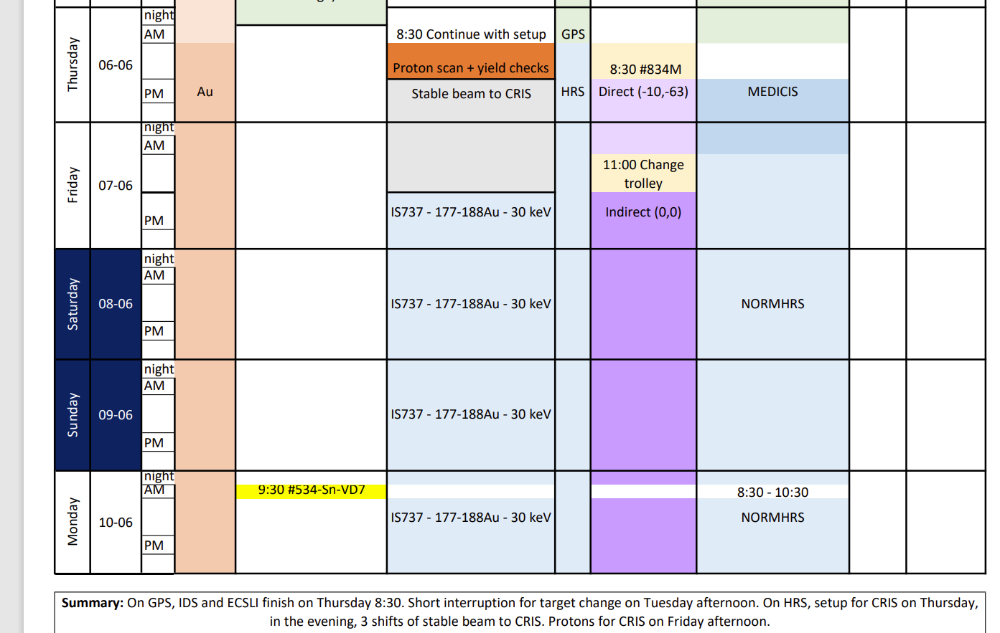 night
AM
8:30 Continue with setup
GPS
Thursday
06-06
Proton scan + yield checks
8:30 #834M
PM
Au
Stable beam to CRIS
HRS
Direct (-10,-63)
MEDICIS
night
AM
Friday
07-06
11:00 Change
trolley
IS737 - 177-188Au - 30 keV
Indirect (0,0)
PM
night
AM
Saturday
08-06
IS737 - 177-188Au - 30 keV
NORMHRS
PM
night
AM
Sunday
09-06
IS737 - 177-188Au - 30 keV
PM
night
AM
9:30 #534-Sn-VD7
8:30 - 10:30
Monday
10-06
IS737 - 177-188Au - 30 keV
NORMHRS
PM
Summary: On GPS, IDS and ECSLI finish on Thursday 8:30. Short interruption for target change on Tuesday afternoon. On HRS, setup for CRIS on Thursday,
in the evening, 3 shifts of stable beam to CRIS. Protons for CRIS on Friday afternoon.